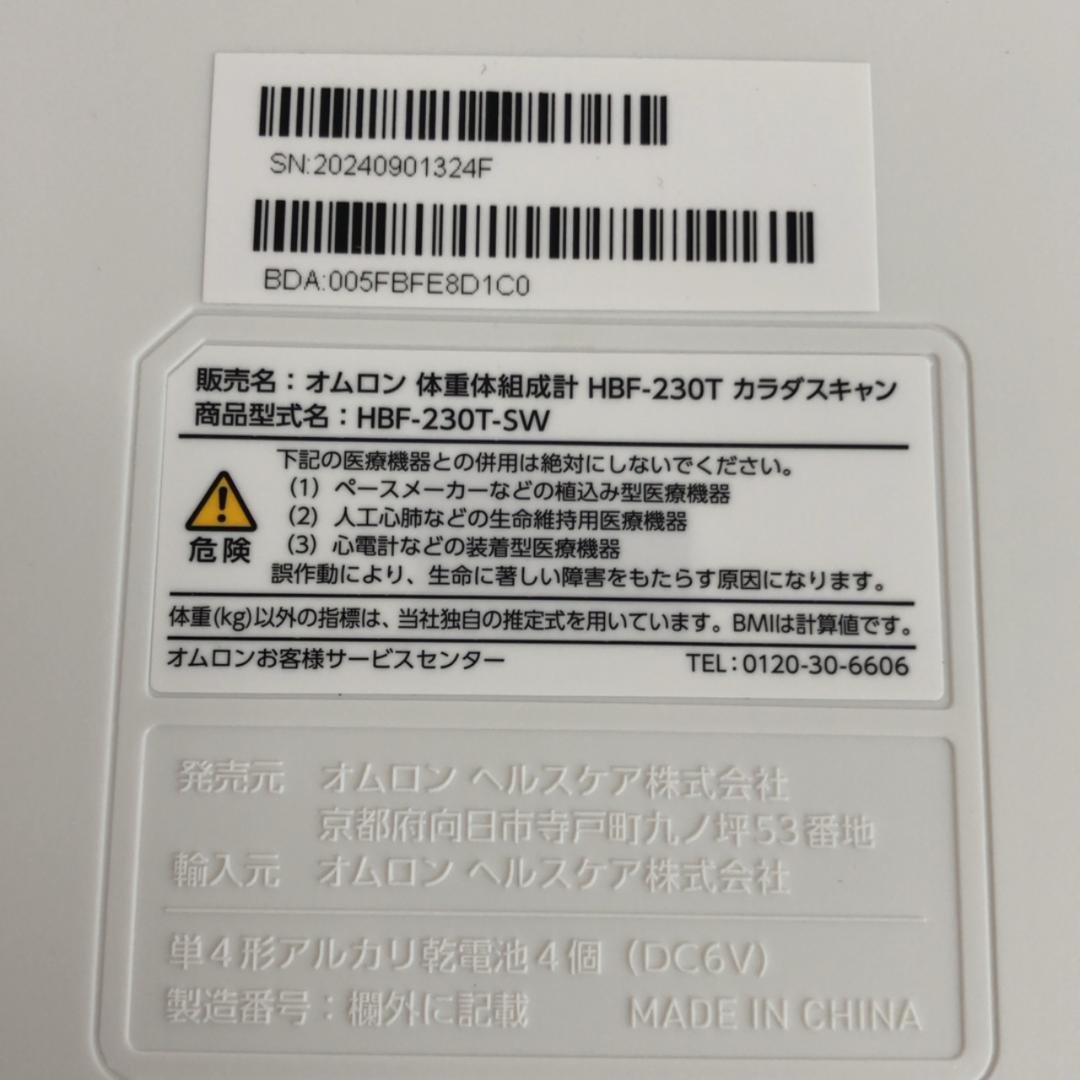 SN:20240901324F
BDA:005FBFE8D1C0
販売名：オムロン 体重体組成計 HBF-230T カラダスキャン
商品型式名：HBF-230T-SW
下記の医療機器との併用は絶対にしないでください。
(1) ペースメーカーなどの植込み型医療機器
(2) 人工心肺などの生命維持用医療機器
(3) 心電計などの装着型医療機器
誤作動により、生命に著しい障害をもたらす原因になります。
危険
体重(kg)以外の指標は、当社独自の推定式を用いています。BMIは計算値です。
オムロンお客様サービスセンター TEL：0120-30-6606
発売元 オムロン ヘルスケア株式会社
京都府向日市寺戸町九ノ坪53番地
輸入元 オムロン ヘルスケア株式会社
単4形アルカリ乾電池4個 (DC6V)
製造番号：欄外に記載 MADE IN CHINA